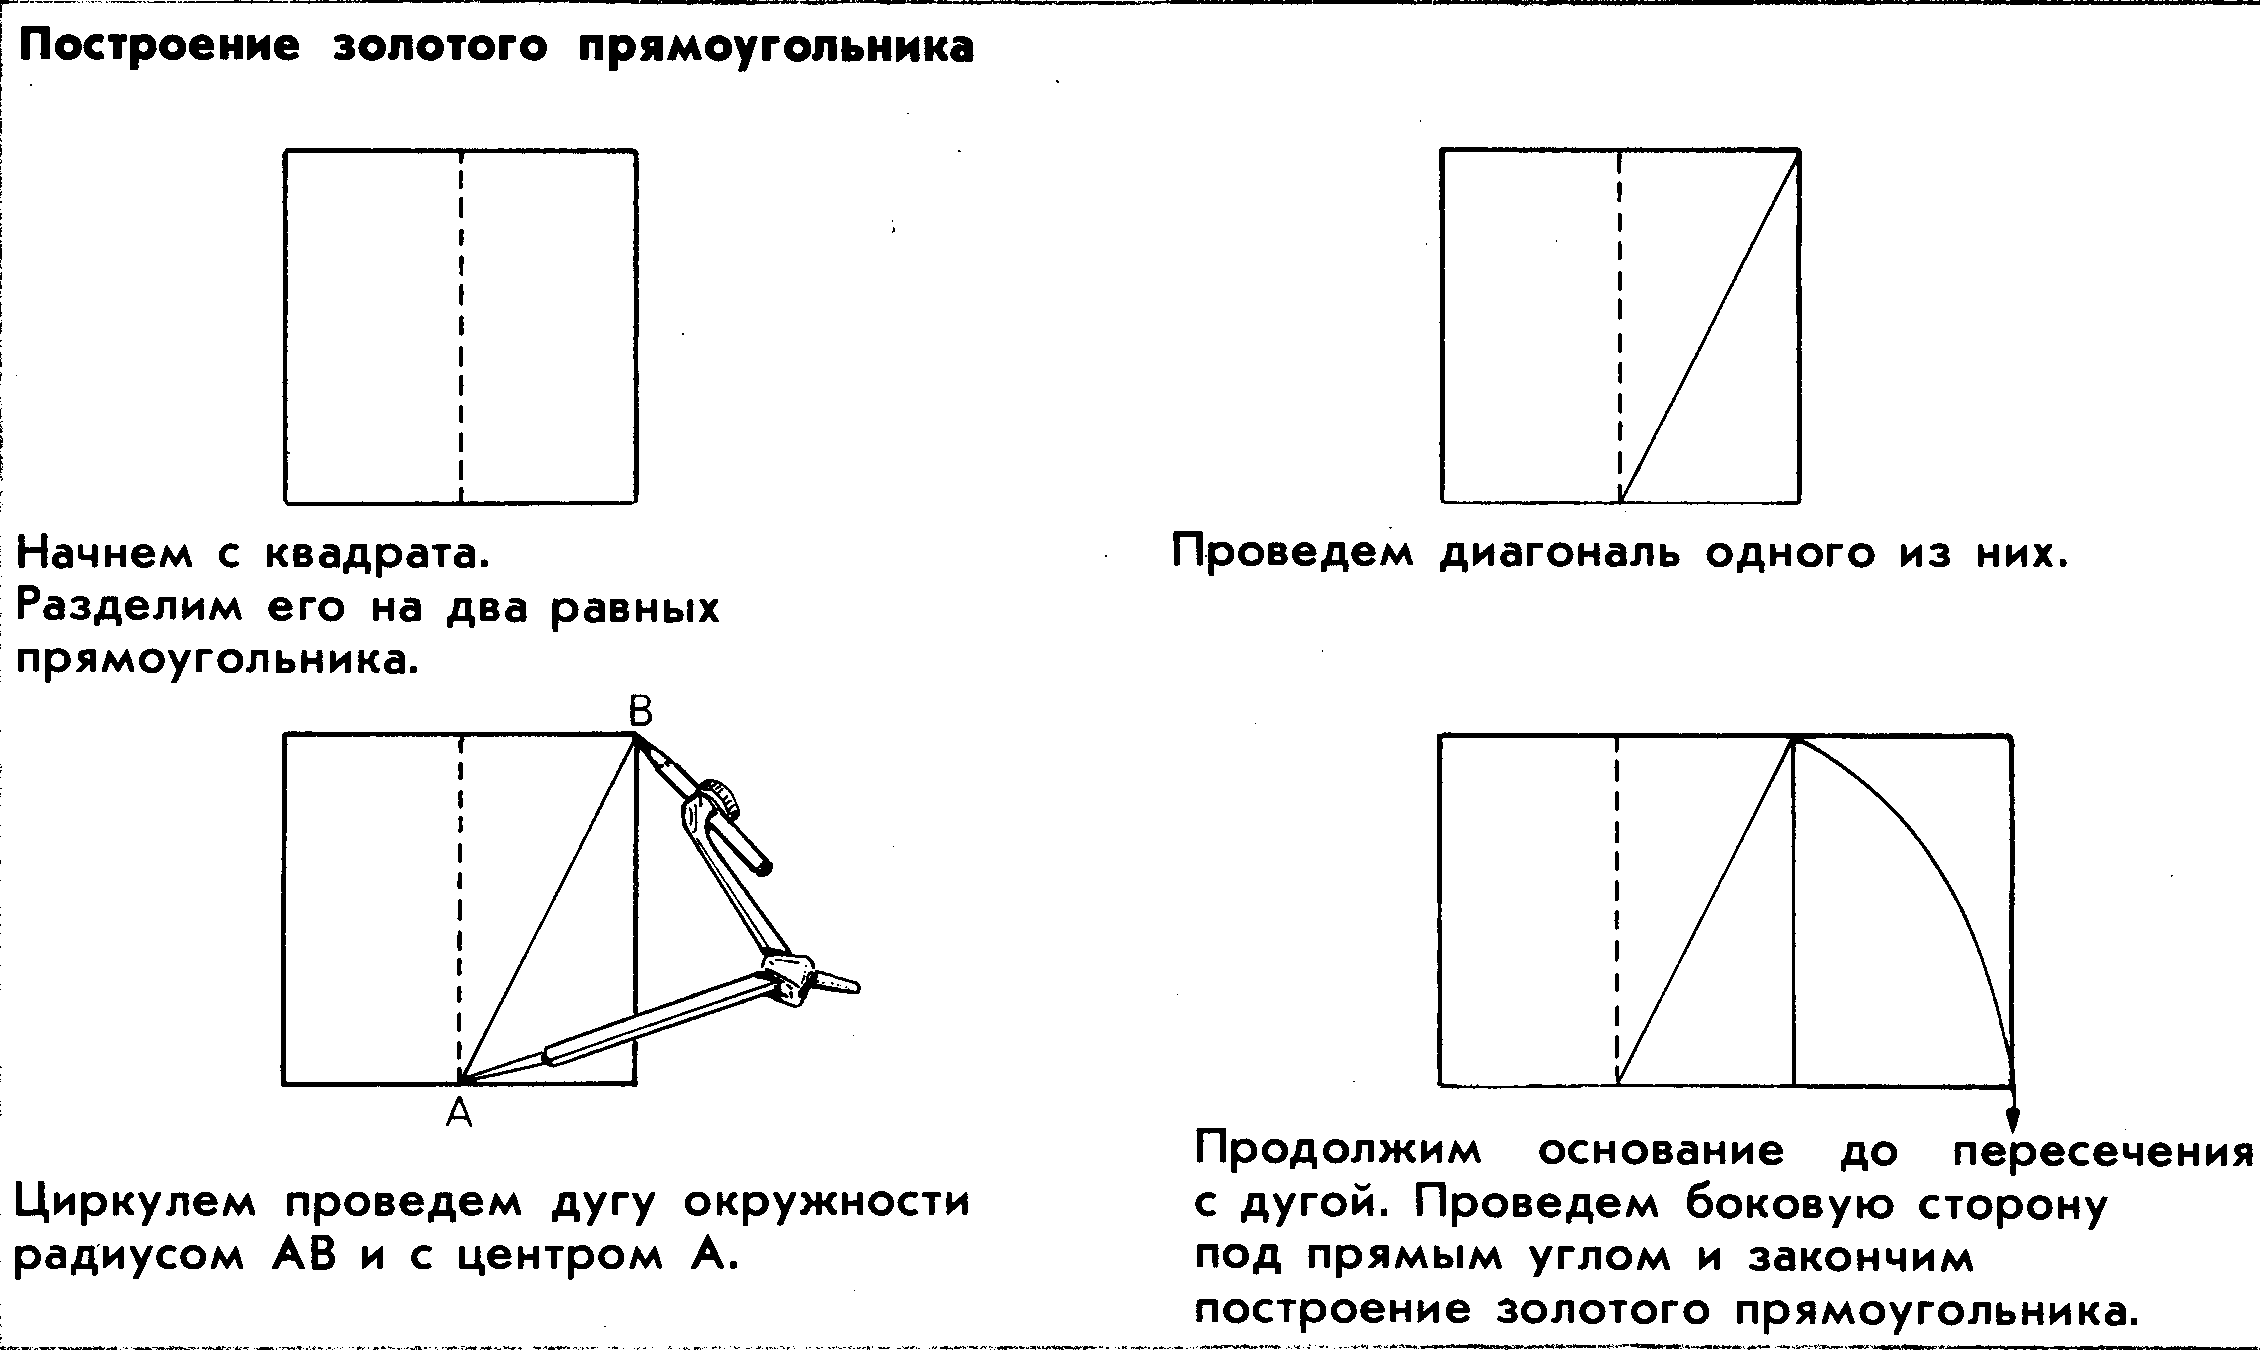 Построение золотого прямоугольника
Начнем с квадрата.
Разделим его на два равных
прямоугольника.
Проведем диагональ одного из них.
B
A
Циркулем проведем дугу окружности
радиусом AB и с центром A.
Продолжим основание до пересечения
с дугой. Проведем боковую сторону
под прямым углом и закончим
построение золотого прямоугольника.